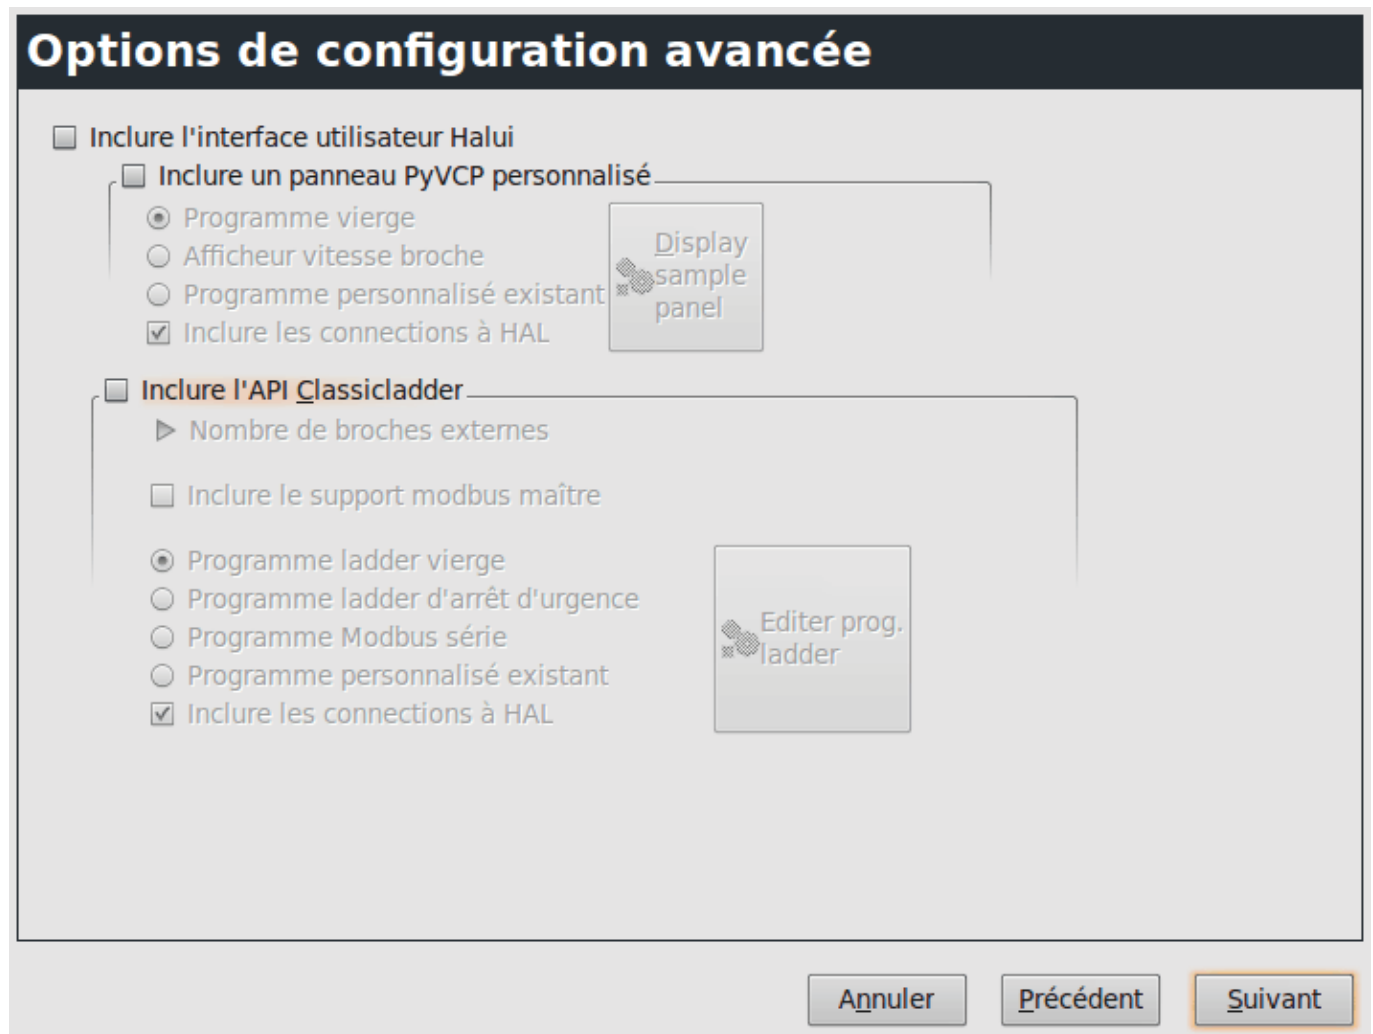 Options de configuration avancée
Inclure l'interface utilisateur Halui
Inclure un panneau PyVCP personnalisé
Programme vierge
Afficheur vitesse broche
Programme personnalisé existant
Inclure les connections à HAL
Display
sample
panel
Inclure l'API Classicladder
Nombre de broches externes
Inclure le support modbus maître
Programme ladder vierge
Programme ladder d'arrêt d'urgence
Programme Modbus série
Programme personnalisé existant
Inclure les connections à HAL
Editer prog.
ladder
Annuler
Précédent
Suivant